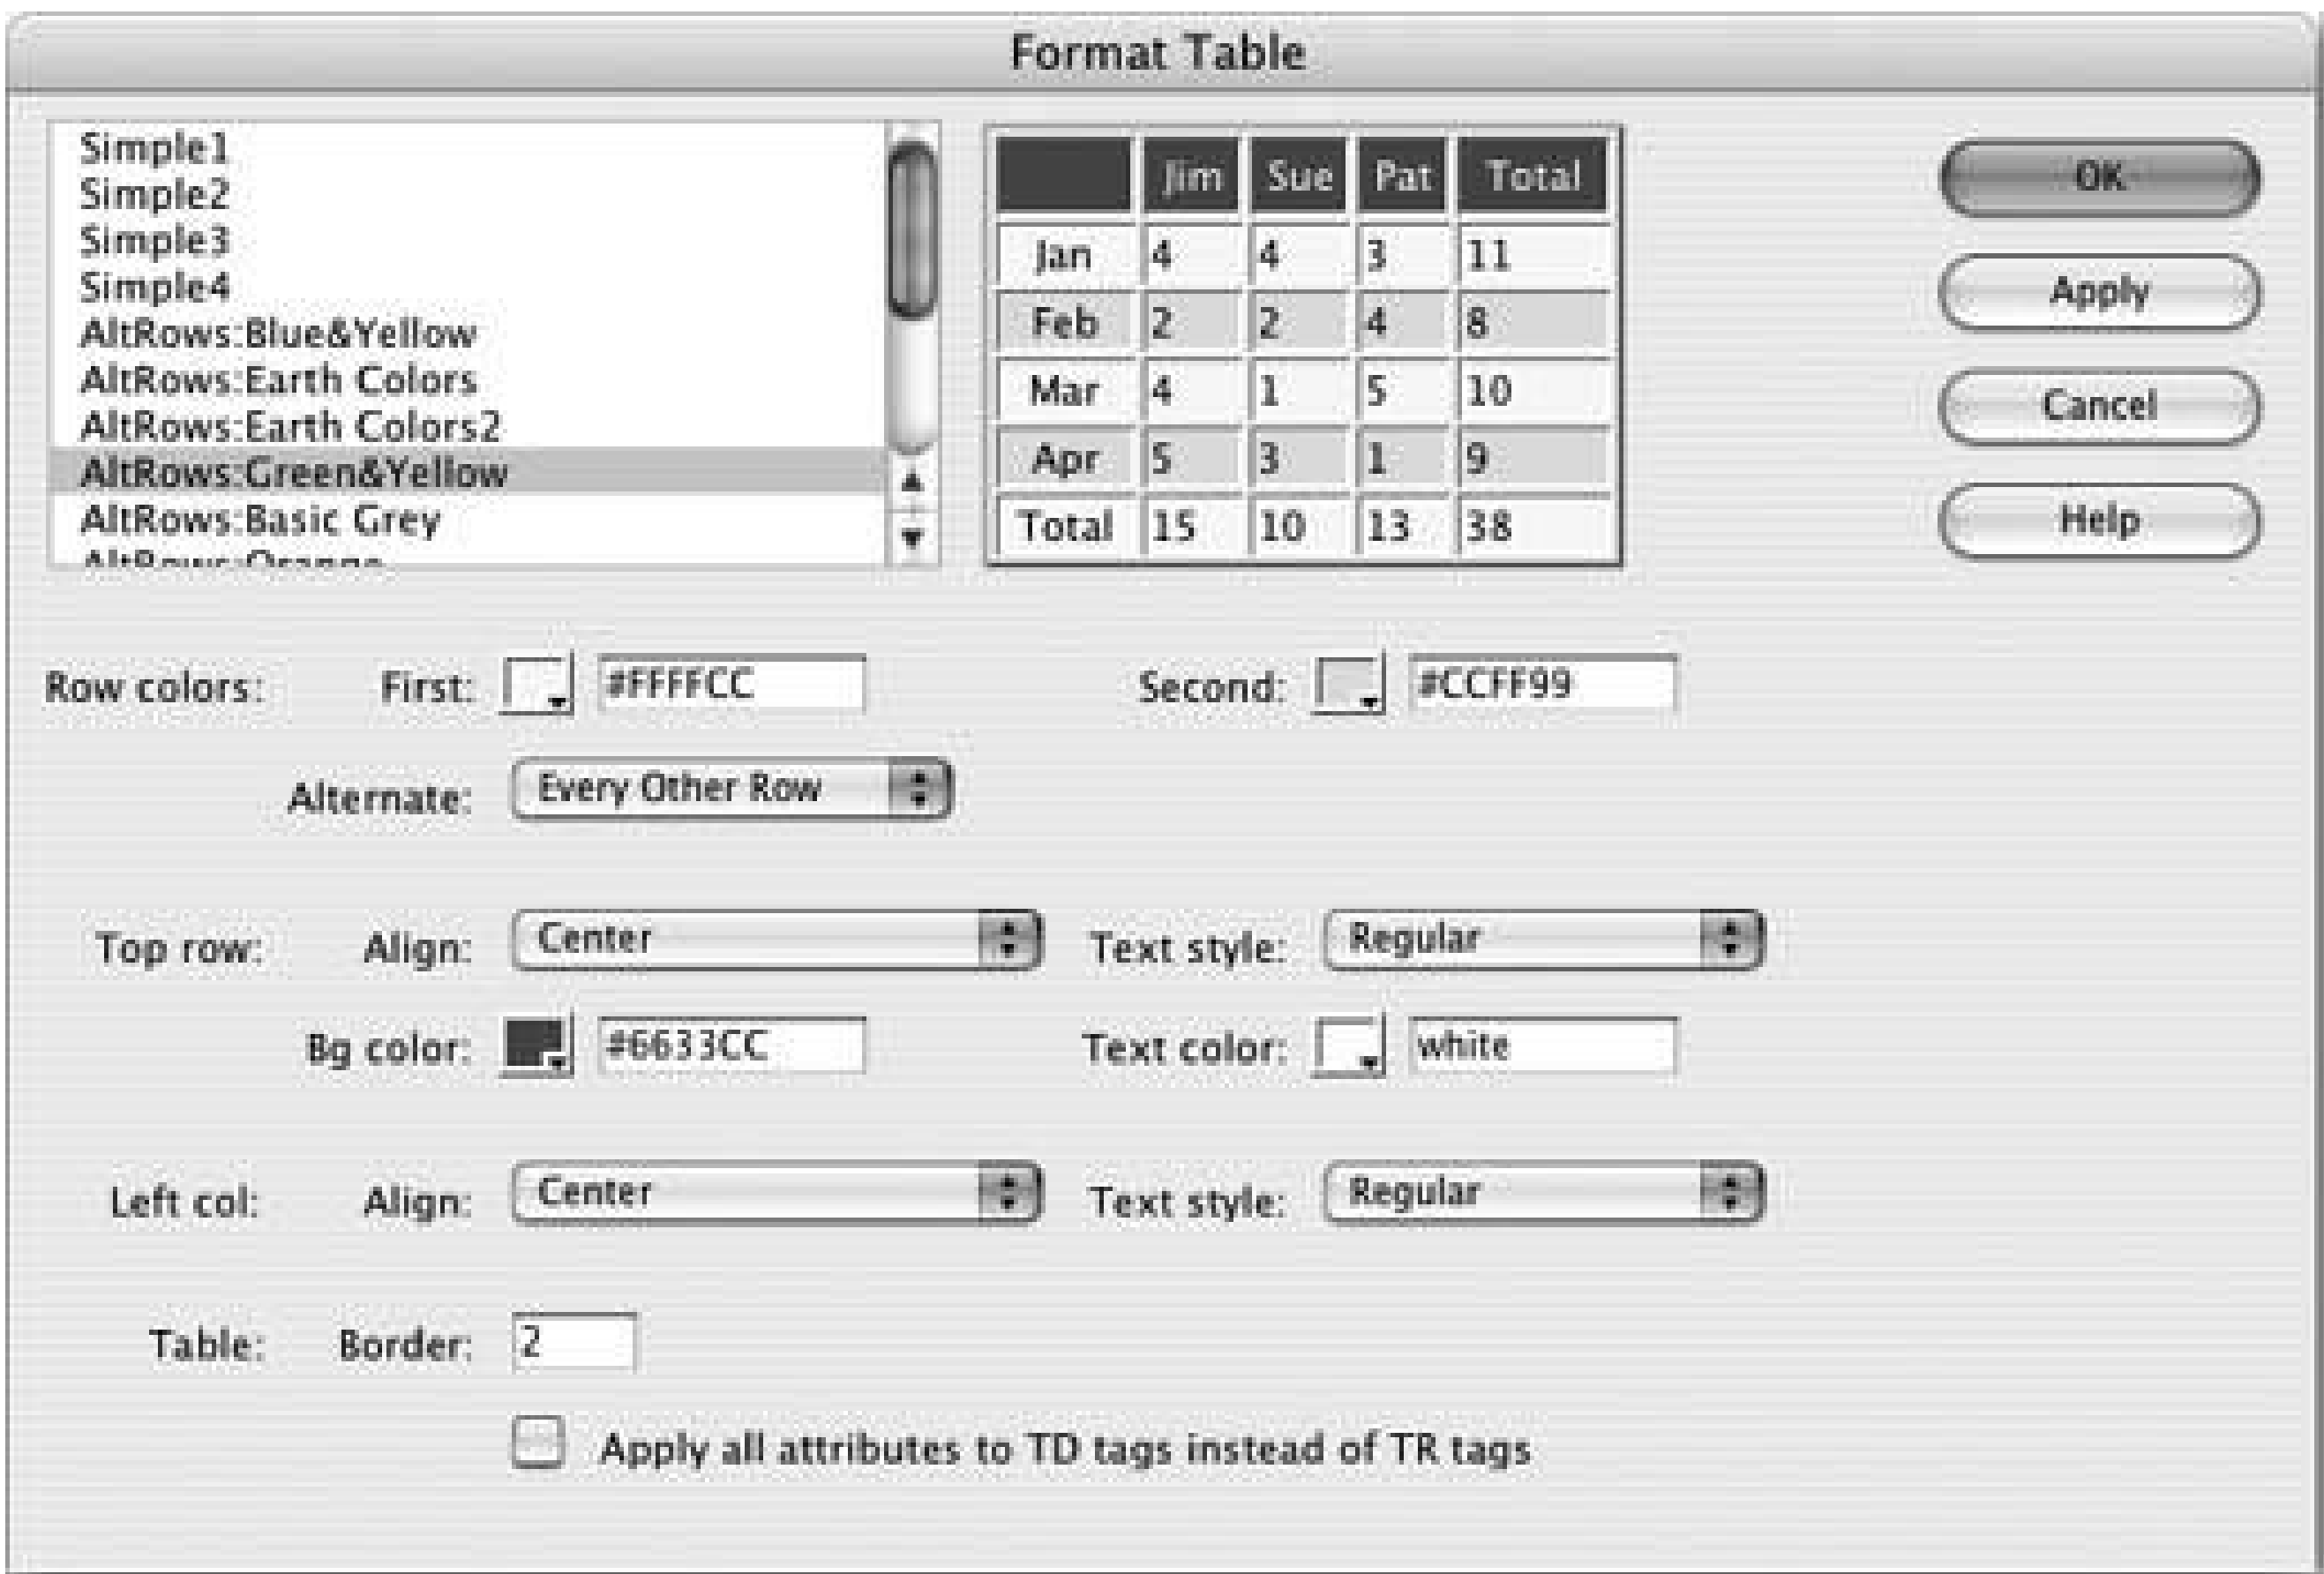 Format Table
Simple1
Simple2
Simple3
Simple4
AltRows:Blue&Yellow
AltRows:Earth Colors
AltRows:Earth Colors2
AltRows:Green&Yellow
AltRows:Basic Grey
AltRows:Orange
Jim Sue Pat Total
Jan 4 4 3 11
Feb 2 2 4 8
Mar 4 1 5 10
Apr 5 3 1 9
Total 15 10 13 38
OK
Apply
Cancel
Help
Row colors: First: #FFFFCC Second: #CCFF99
Alternate: Every Other Row
Top row: Align: Center Text style: Regular
Bg color: #6633CC Text color: white
Left col: Align: Center Text style: Regular
Table: Border: 2
Apply all attributes to TD tags instead of TR tags